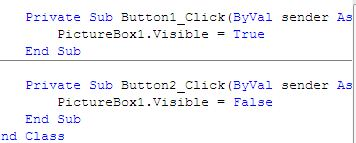 Private Sub Button1_Click(ByVal sender As
PictureBox1.Visible = True
End Sub
Private Sub Button2_Click(ByVal sender As
PictureBox1.Visible = False
End Sub
nd Class